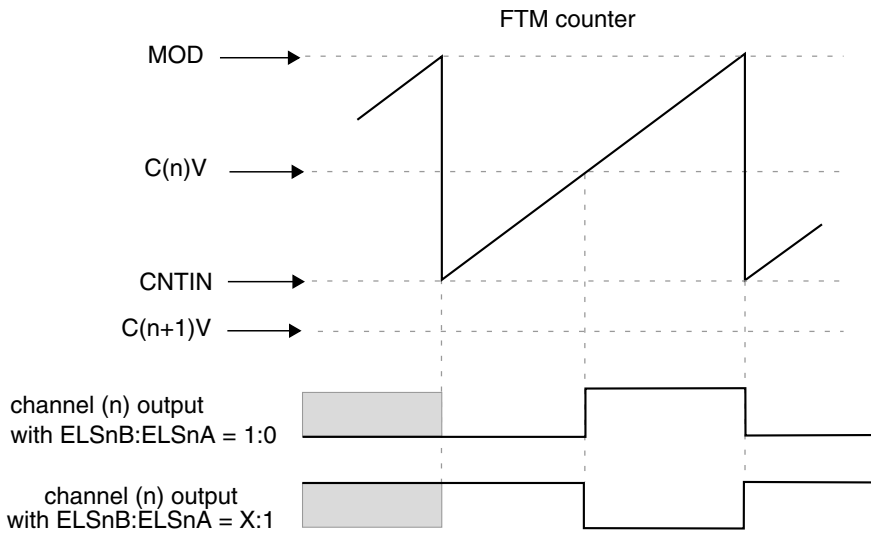 FTM counter
MOD
C(n)V
CNTIN
C(n+1)V
channel (n) output
with ELSnB:ELSnA = 1:0
channel (n) output
with ELSnB:ELSnA = X:1